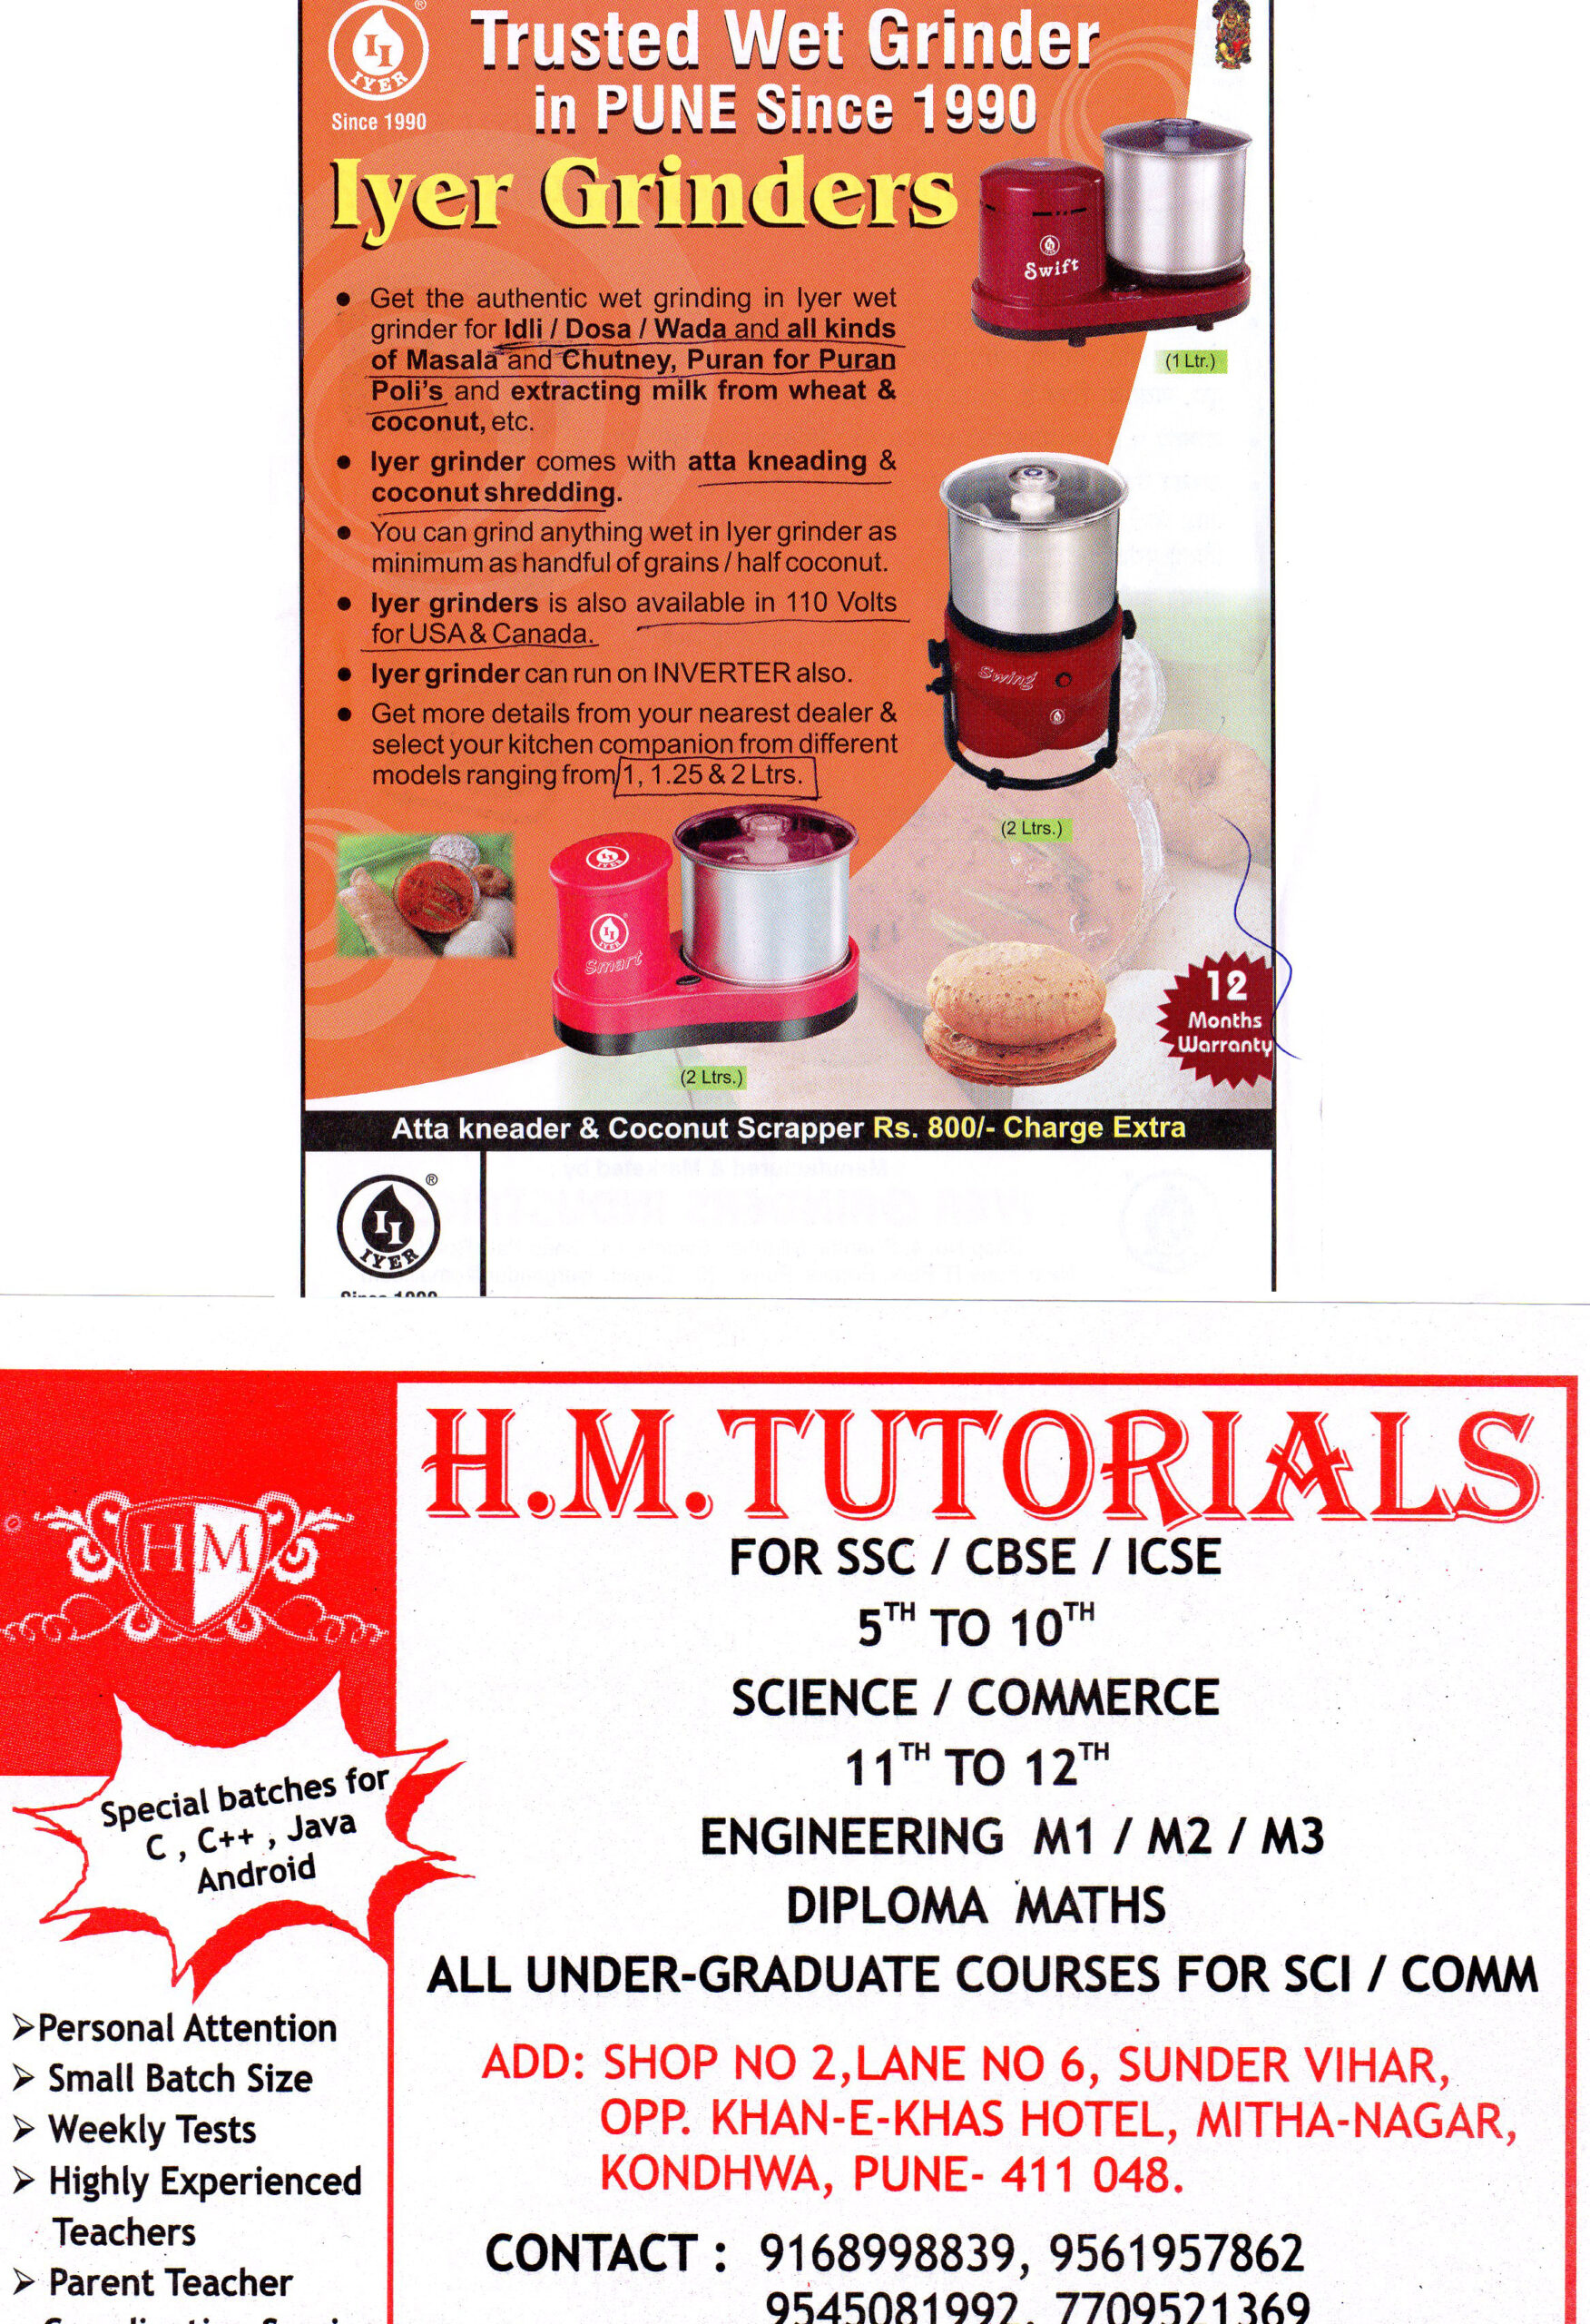 II
IYER
®
Since 1990
Trusted Wet Grinder
in PUNE Since 1990
Iyer Grinders
Swift
(1 Ltr.)
● Get the authentic wet grinding in Iyer wet
grinder for Idli / Dosa / Wada and all kinds
of Masala and Chutney, Puran for Puran
Poli's and extracting milk from wheat &
coconut, etc.
● Iyer grinder comes with atta kneading &
coconut shredding.
● You can grind anything wet in Iyer grinder as
minimum as handful of grains / half coconut.
● Iyer grinders is also available in 110 Volts
for USA & Canada.
● Iyer grinder can run on INVERTER also.
● Get more details from your nearest dealer &
select your kitchen companion from different
models ranging from 1, 1.25 & 2 Ltrs.
Swing
(2 Ltrs.)
IYER
II
IYER
Smart
(2 Ltrs.)
12
Months
Warranty
Atta kneader & Coconut Scrapper Rs. 800/- Charge Extra
®
II
IYER
Since 1990
HM
H.M. TUTORIALS
FOR SSC / CBSE / ICSE
5TH TO 10TH
SCIENCE / COMMERCE
11TH TO 12TH
ENGINEERING M1 / M2 / M3
DIPLOMA MATHS
ALL UNDER-GRADUATE COURSES FOR SCI / COMM
Special batches for
C , C++ , Java
Android
➢Personal Attention
➢ Small Batch Size
➢ Weekly Tests
➢ Highly Experienced
Teachers
➢ Parent Teacher
ADD: SHOP NO 2,LANE NO 6, SUNDER VIHAR,
OPP. KHAN-E-KHAS HOTEL, MITHA-NAGAR,
KONDHWA, PUNE- 411 048.
CONTACT : 9168998839, 9561957862
9545081992, 7709521369